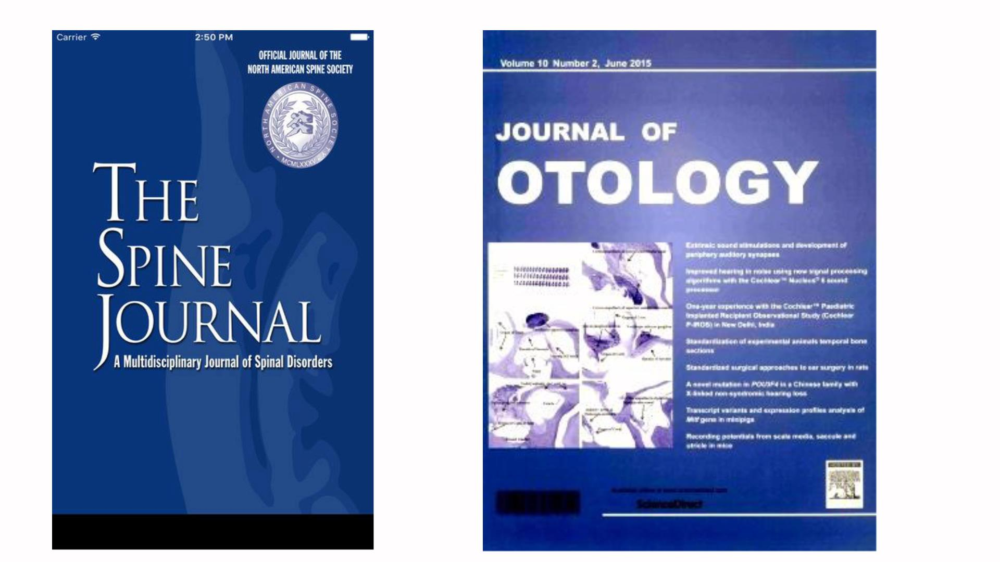 Carrier 2:50 PM
OFFICIAL JOURNAL OF THE
NORTH AMERICAN SPINE SOCIETY
NORTH AMERICAN SPINE SOCIETY
MCMLXXXV
THE
SPINE
JOURNAL
A Multidisciplinary Journal of Spinal Disorders
Volume 10 Number 2, June 2015
JOURNAL OF
OTOLOGY
Extrinsic sound stimulations and development of
periphery auditory synapses
Improved hearing in noise using new signal processing
algorithms with the Cochlear™ Nucleus® 6 sound
processor
One-year experience with the Cochlear™ Paediatric
Implanted Recipient Observational Study (Cochlear
P-IROS) in New Delhi, India
Standardization of experimental animals temporal bone
sections
Standardized surgical approaches to ear surgery in rats
A novel mutation in POU3F4 in a Chinese family with
X-linked non-syndromic hearing loss
Transcript variants and expression profiles analysis of
Mitf gene in minipigs
Recording potentials from scala media, saccule and
utricle in mice
HOSTED BY
ScienceDirect